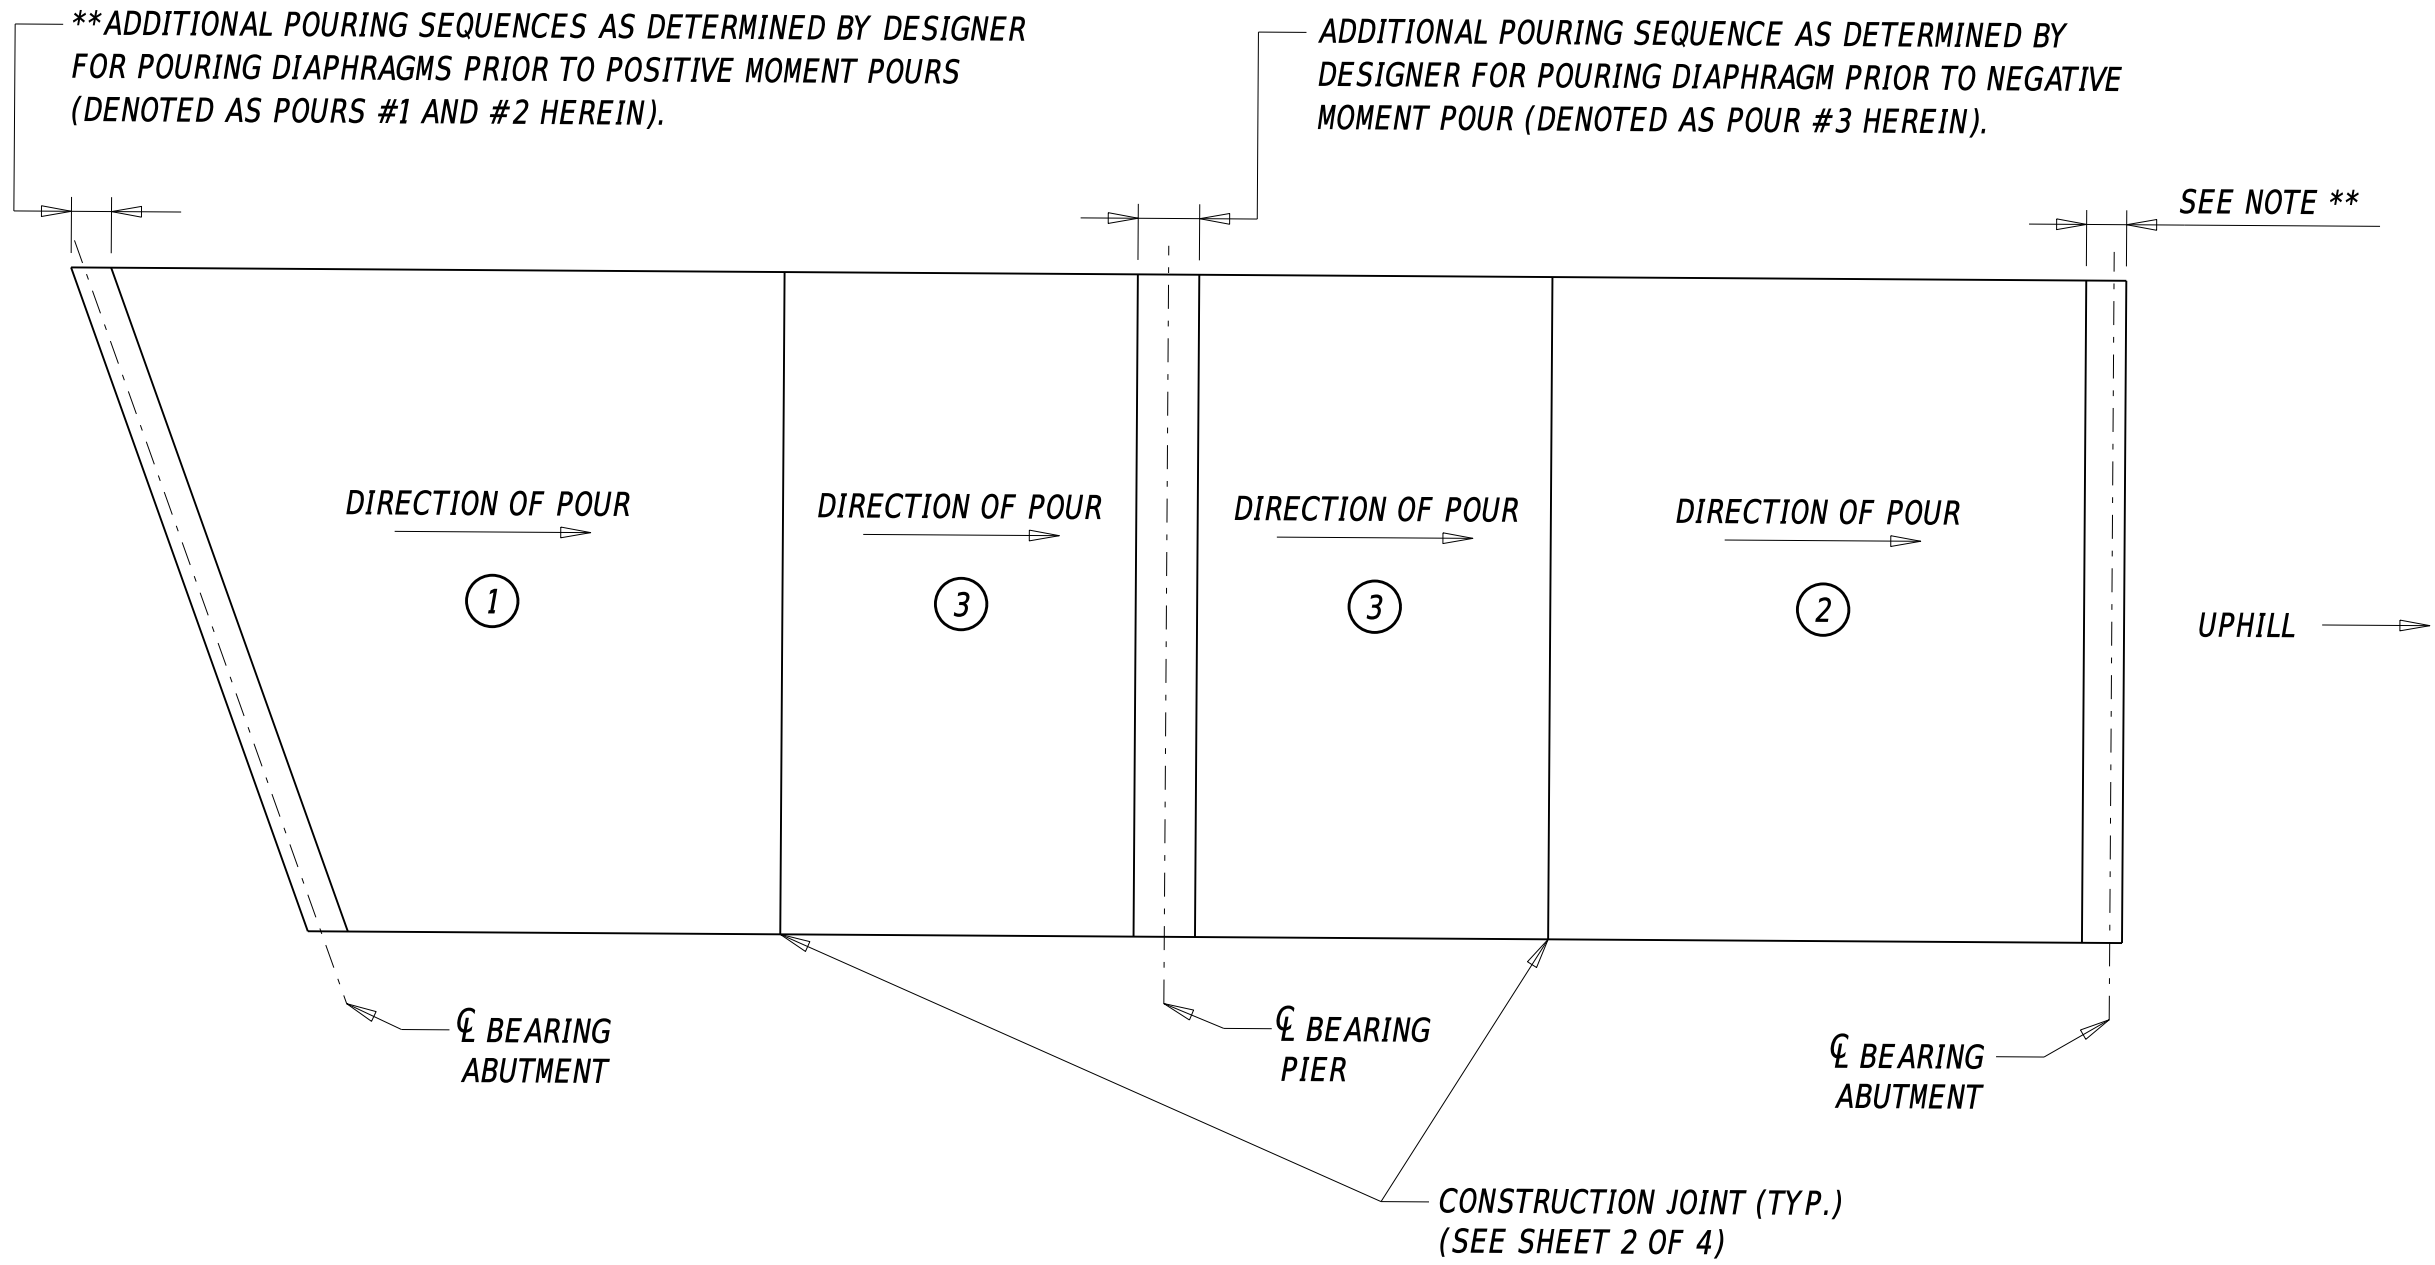 **ADDITIONAL POURING SEQUENCES AS DETERMINED BY DESIGNER
FOR POURING DIAPHRAGMS PRIOR TO POSITIVE MOMENT POURS
(DENOTED AS POURS #1 AND #2 HEREIN).
ADDITIONAL POURING SEQUENCE AS DETERMINED BY
DESIGNER FOR POURING DIAPHRAGM PRIOR TO NEGATIVE
MOMENT POUR (DENOTED AS POUR #3 HEREIN).
SEE NOTE **
DIRECTION OF POUR
1
DIRECTION OF POUR
3
DIRECTION OF POUR
3
DIRECTION OF POUR
2
UPHILL
℄ BEARING
ABUTMENT
℄ BEARING
PIER
℄ BEARING
ABUTMENT
CONSTRUCTION JOINT (TYP.)
(SEE SHEET 2 OF 4)